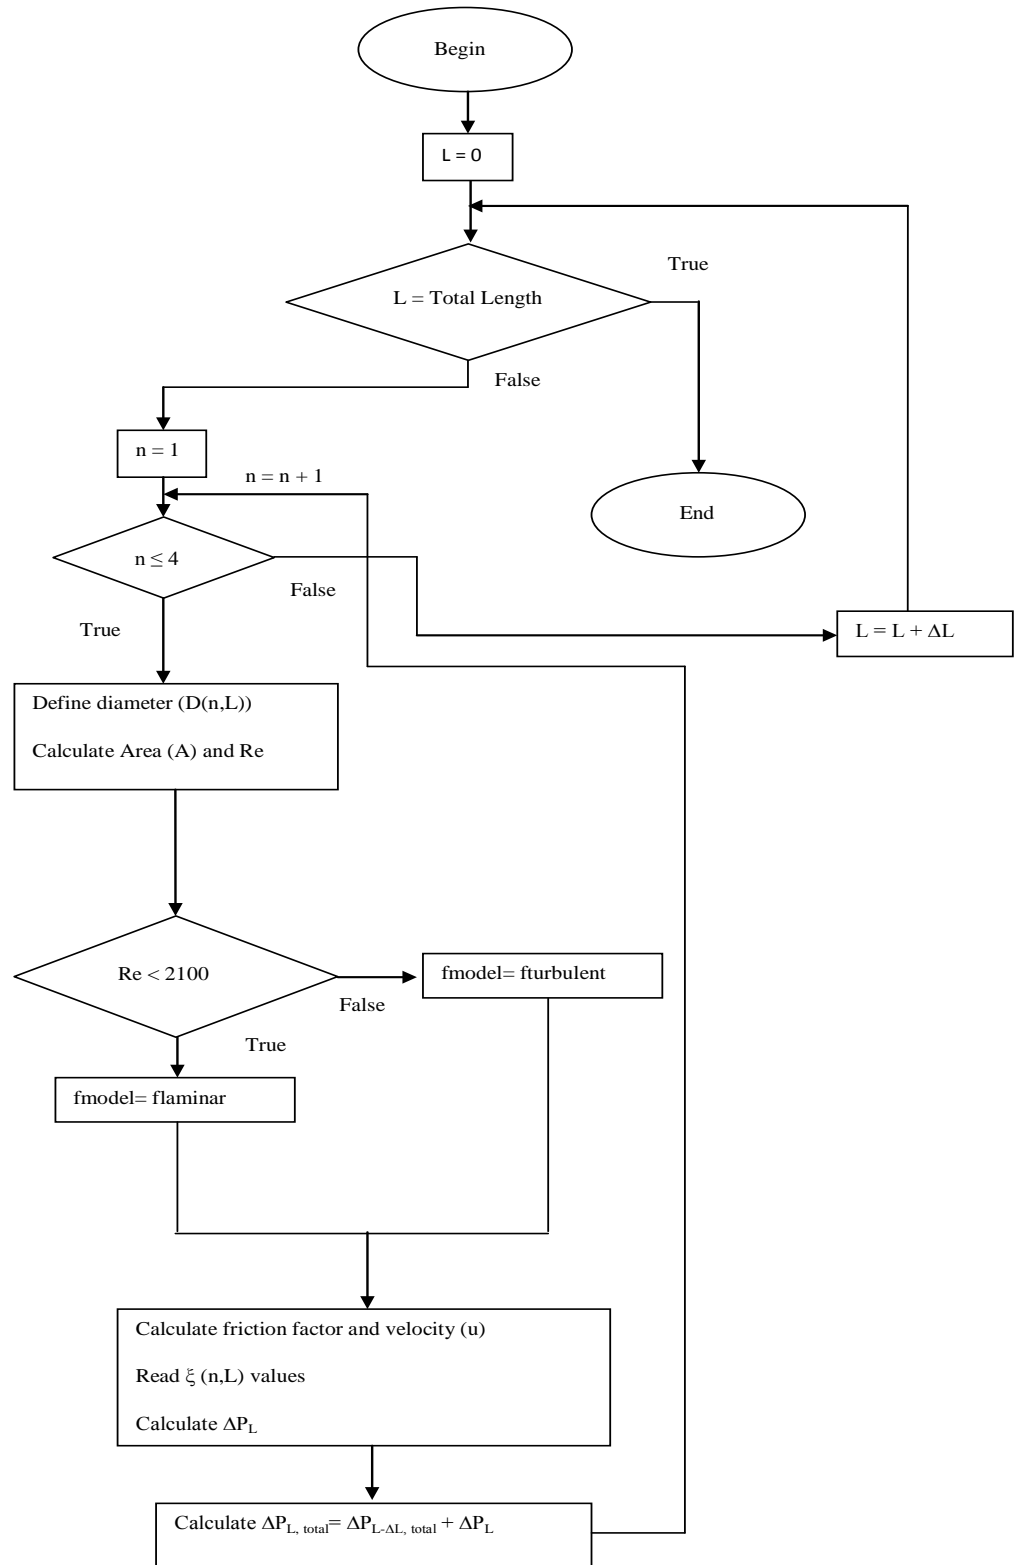 Begin
L = 0
L = Total Length
True
False
n = 1
n = n + 1
End
n ≤ 4
False
True
L = L + ΔL
Define diameter (D(n,L))
Calculate Area (A) and Re
Re < 2100
fmodel= fturbulent
False
True
fmodel= flaminar
Calculate friction factor and velocity (u)
Read ξ (n,L) values
Calculate ΔP_L
Calculate ΔP_L, total= ΔP_L-ΔL, total + ΔP_L